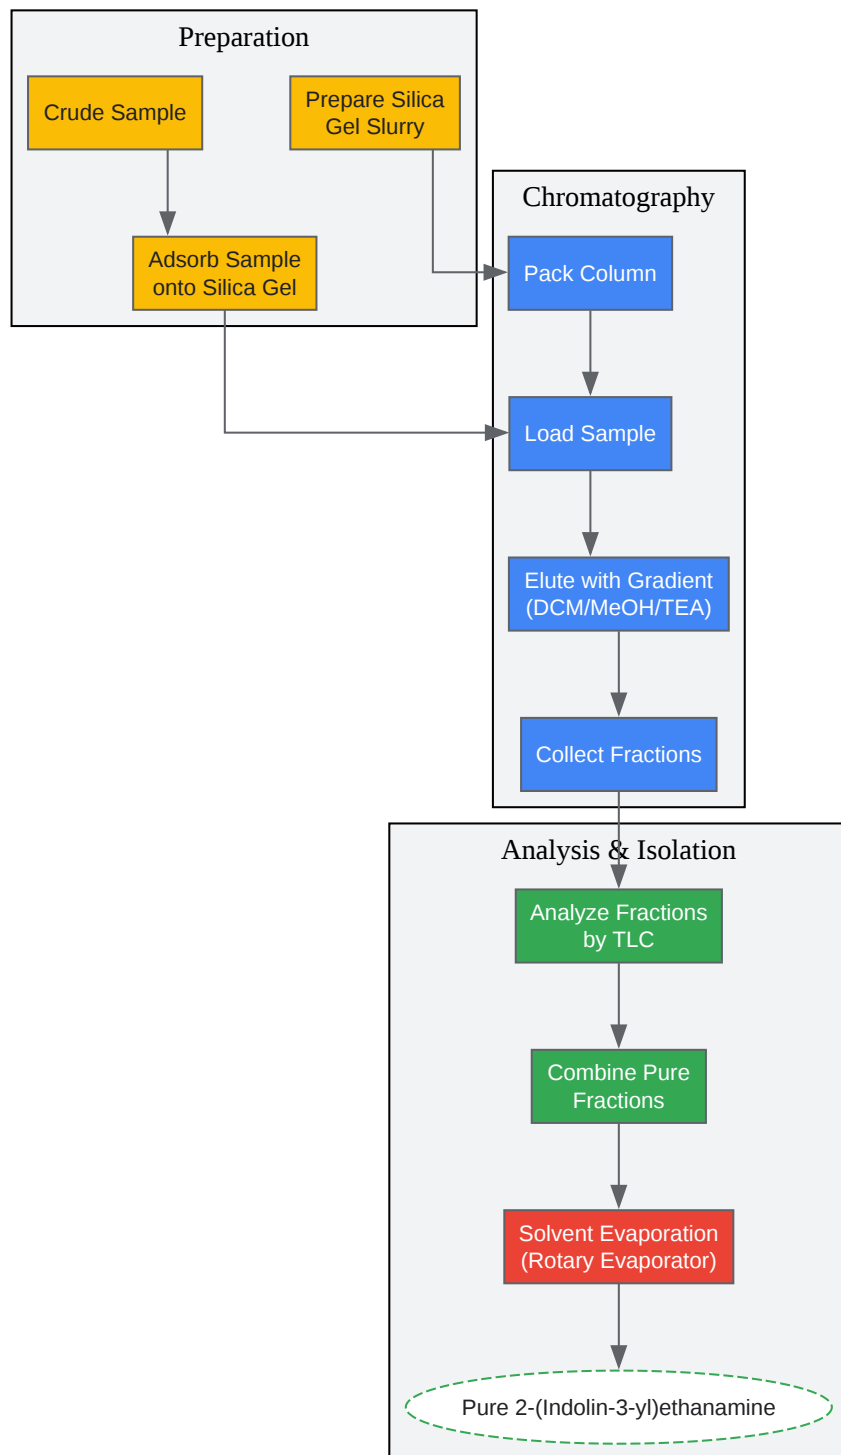 Preparation
Crude Sample
Prepare Silica
Gel Slurry
Adsorb Sample
onto Silica Gel
Chromatography
Pack Column
Load Sample
Elute with Gradient
(DCM/MeOH/TEA)
Collect Fractions
Analysis & Isolation
Analyze Fractions
by TLC
Combine Pure
Fractions
Solvent Evaporation
(Rotary Evaporator)
Pure 2-(Indolin-3-yl)ethanamine